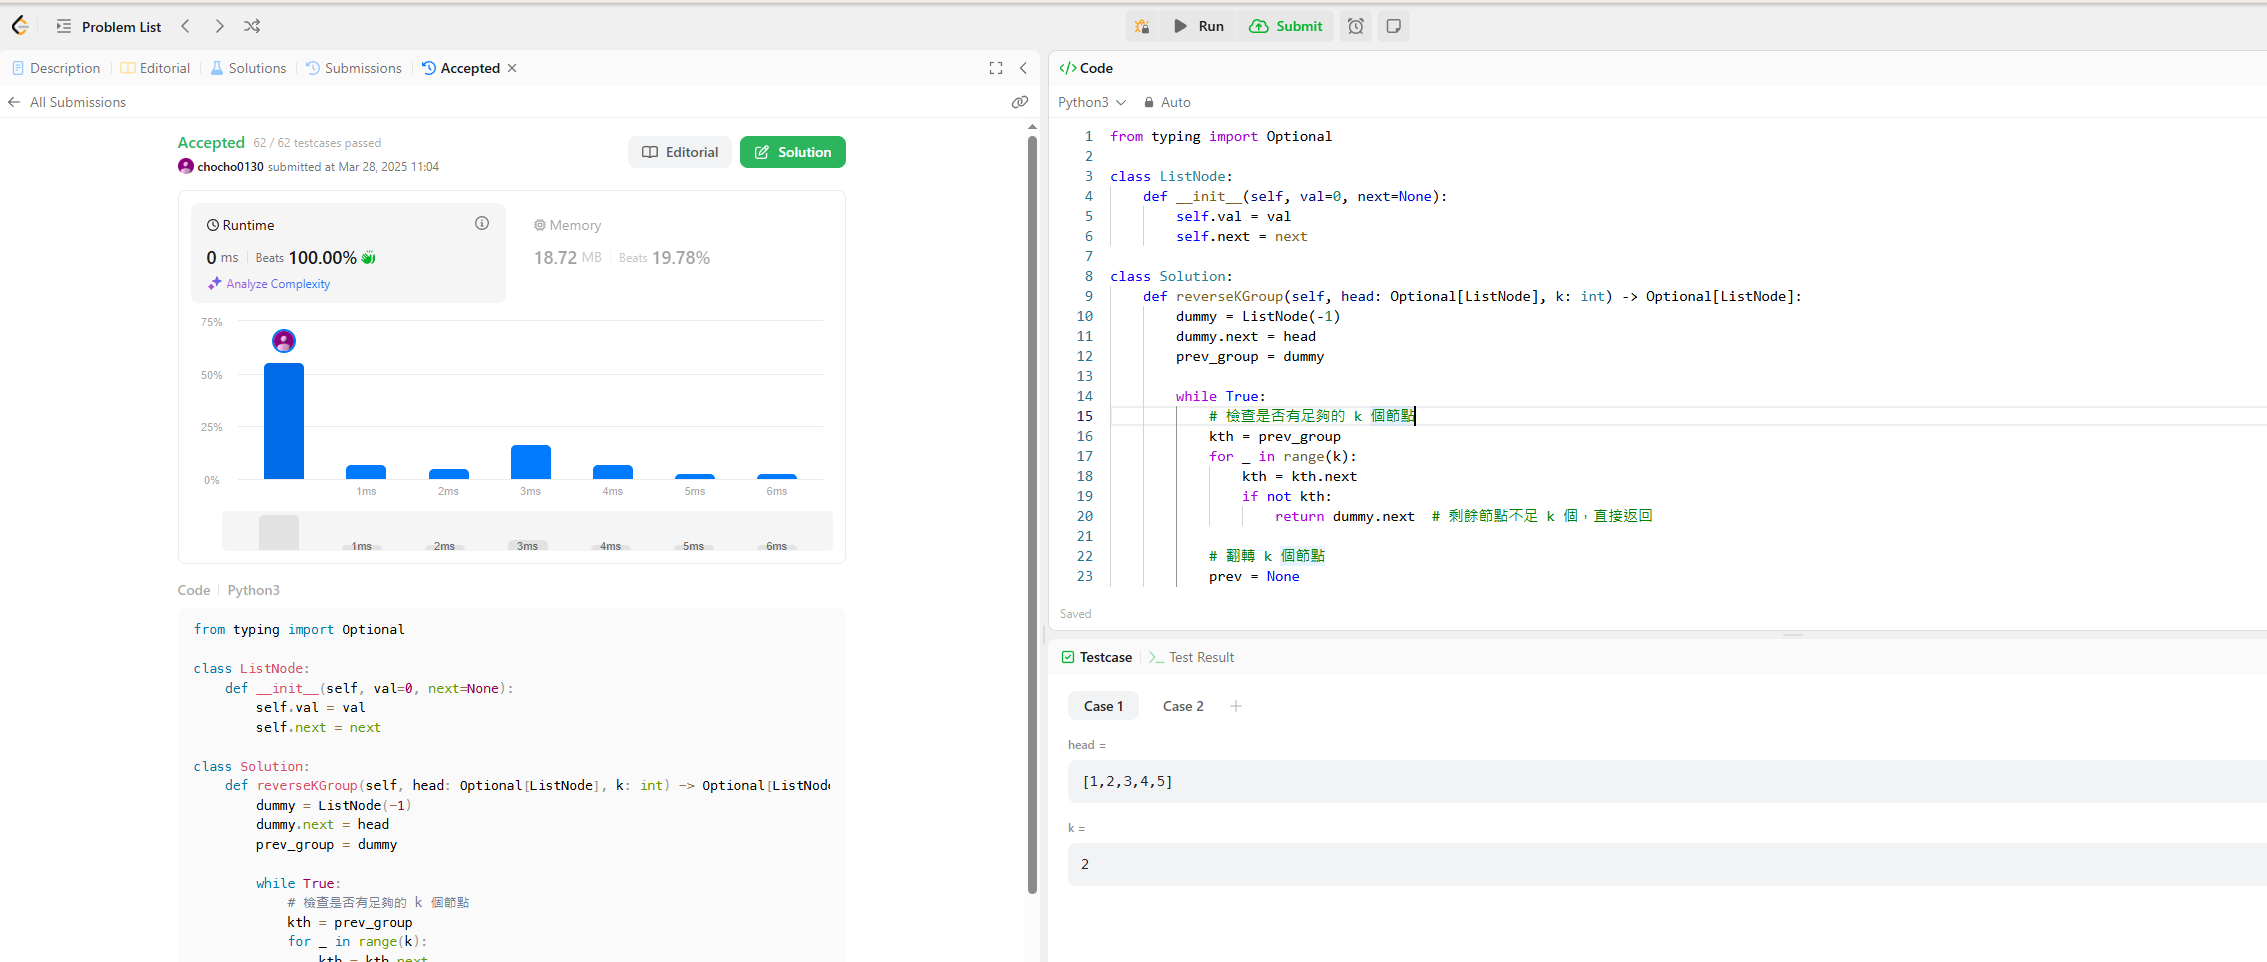 Problem List
Run
Submit
Description
Editorial
Solutions
Submissions
Accepted
All Submissions
Accepted 62 / 62 testcases passed
chocho0130 submitted at Mar 28, 2025 11:04
Editorial
Solution
Runtime
0 ms Beats 100.00%
Analyze Complexity
Memory
18.72 MB Beats 19.78%
75%
50%
25%
0%
1ms 2ms 3ms 4ms 5ms 6ms
1ms 2ms 3ms 4ms 5ms 6ms
Code Python3
from typing import Optional
class ListNode:
def __init__(self, val=0, next=None):
self.val = val
self.next = next
class Solution:
def reverseKGroup(self, head: Optional[ListNode], k: int) -> Optional[ListNode
dummy = ListNode(-1)
dummy.next = head
prev_group = dummy
while True:
# 檢查是否有足夠的 k 個節點
kth = prev_group
for _ in range(k):
kth = kth.next
Code
Python3
Auto
1 from typing import Optional
2
3 class ListNode:
4 def __init__(self, val=0, next=None):
5 self.val = val
6 self.next = next
7
8 class Solution:
9 def reverseKGroup(self, head: Optional[ListNode], k: int) -> Optional[ListNode]:
10 dummy = ListNode(-1)
11 dummy.next = head
12 prev_group = dummy
13
14 while True:
15 # 檢查是否有足夠的 k 個節點
16 kth = prev_group
17 for _ in range(k):
18 kth = kth.next
19 if not kth:
20 return dummy.next # 剩餘節點不足 k 個，直接返回
21
22 # 翻轉 k 個節點
23 prev = None
Saved
Testcase
Test Result
Case 1
Case 2
head =
[1,2,3,4,5]
k =
2